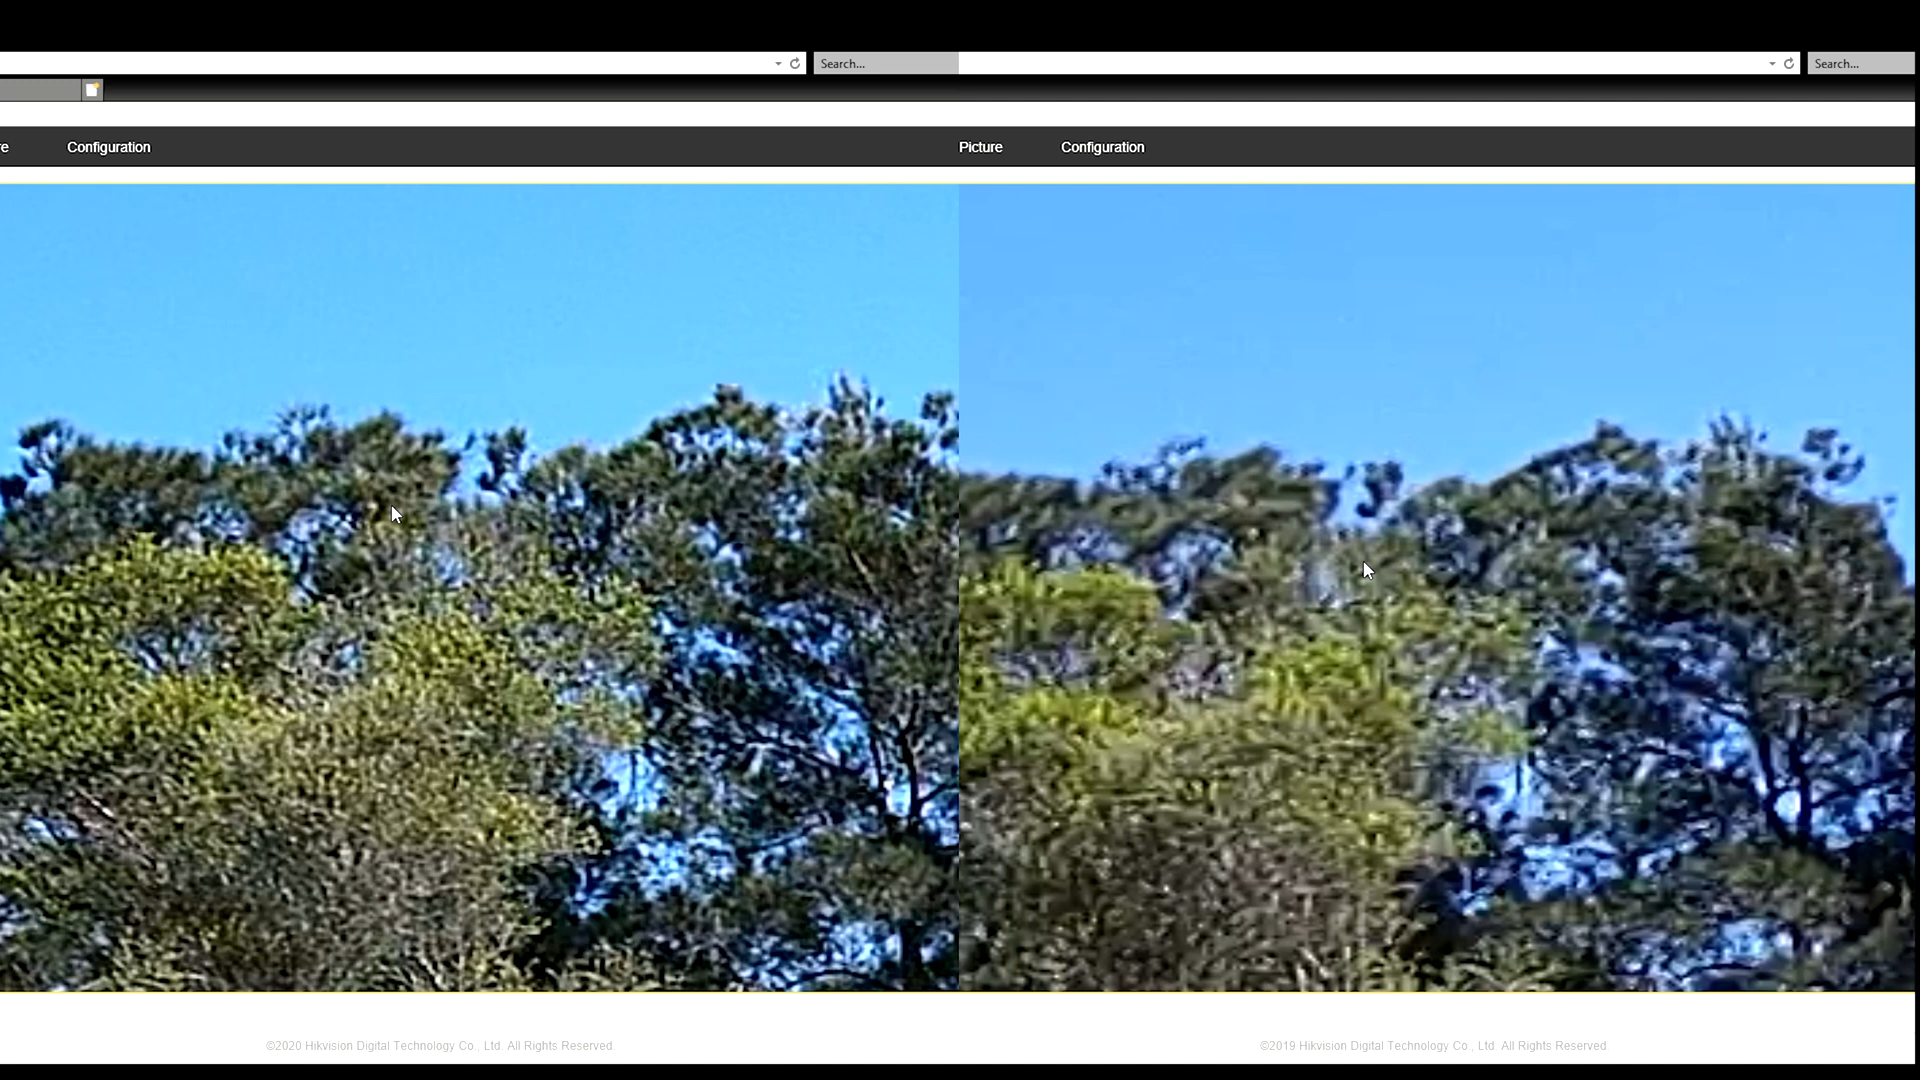 Search...
Search...
re Configuration
Picture Configuration
©2020 Hikvision Digital Technology Co., Ltd. All Rights Reserved.
©2019 Hikvision Digital Technology Co., Ltd. All Rights Reserved.